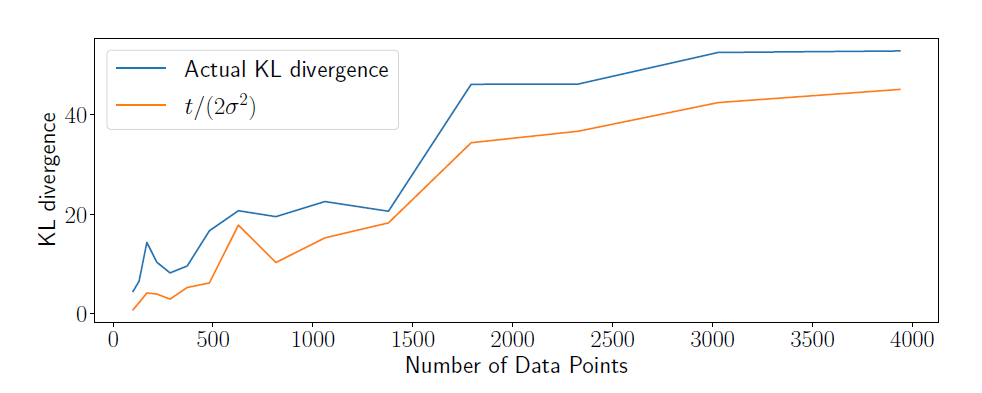 Actual KL divergence
t/(2σ²)
KL divergence
40
20
0
0 500 1000 1500 2000 2500 3000 3500 4000
Number of Data Points